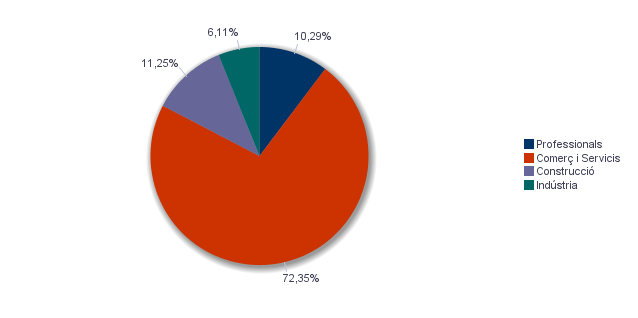 6,11%
10,29%
11,25%
72,35%
Professionals
Comerç i Servicis
Construcció
Indústria